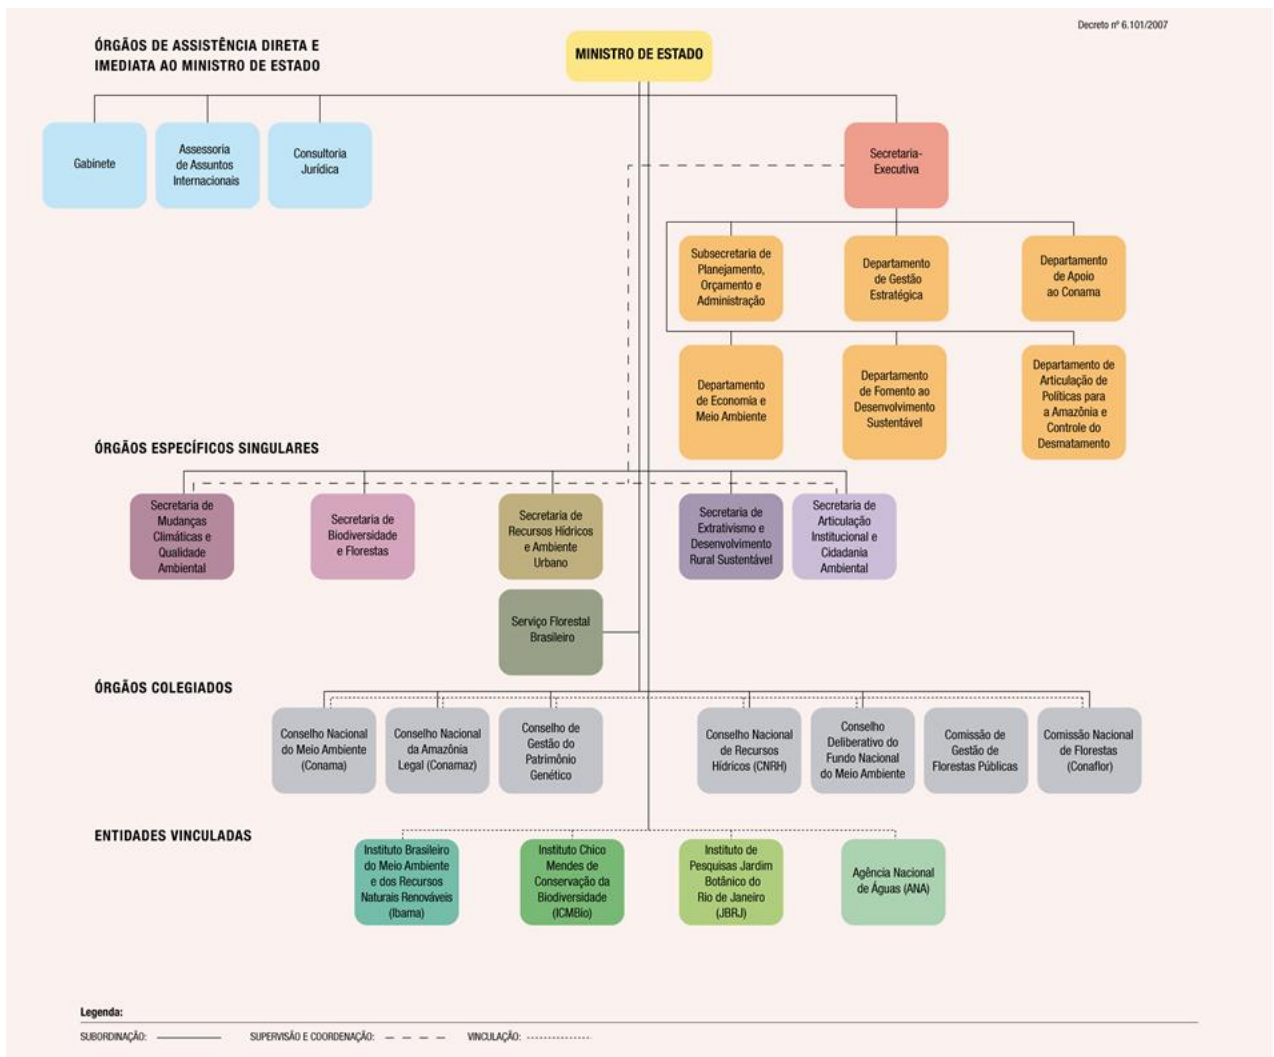 Decreto nº 6.101/2007
ÓRGÃOS DE ASSISTÊNCIA DIRETA E
IMEDIATA AO MINISTRO DE ESTADO
MINISTRO DE ESTADO
Gabinete
Assessoria
de Assuntos
Internacionais
Consultoria
Jurídica
Secretaria-
Executiva
Subsecretaria de
Planejamento,
Orçamento e
Administração
Departamento
de Gestão
Estratégica
Departamento
de Apoio
ao Conama
Departamento
de Economia e
Meio Ambiente
Departamento
de Fomento ao
Desenvolvimento
Sustentável
Departamento de
Articulação de
Políticas para
a Amazônia e
Controle do
Desmatamento
ÓRGÃOS ESPECÍFICOS SINGULARES
Secretaria de
Mudanças
Climáticas e
Qualidade
Ambiental
Secretaria de
Biodiversidade
e Florestas
Secretaria de
Recursos Hídricos
e Ambiente
Urbano
Secretaria de
Extrativismo e
Desenvolvimento
Rural Sustentável
Secretaria de
Articulação
Institucional e
Cidadania
Ambiental
Serviço Florestal
Brasileiro
ÓRGÃOS COLEGIADOS
Conselho Nacional
do Meio Ambiente
(Conama)
Conselho Nacional
da Amazônia
Legal (Conamaz)
Conselho de
Gestão do
Patrimônio
Genético
Conselho Nacional
de Recursos
Hídricos (CNRH)
Conselho
Deliberativo do
Fundo Nacional
do Meio Ambiente
Comissão de
Gestão de
Florestas Públicas
Comissão Nacional
de Florestas
(Conaflor)
ENTIDADES VINCULADAS
Instituto Brasileiro
do Meio Ambiente
e dos Recursos
Naturais Renováveis
(Ibama)
Instituto Chico
Mendes de
Conservação da
Biodiversidade
(ICMBio)
Instituto de
Pesquisas Jardim
Botânico do
Rio de Janeiro
(JBRJ)
Agência Nacional
de Águas (ANA)
Legenda:
SUBORDINAÇÃO:
SUPERVISÃO E COORDENAÇÃO:
VINCULAÇÃO: